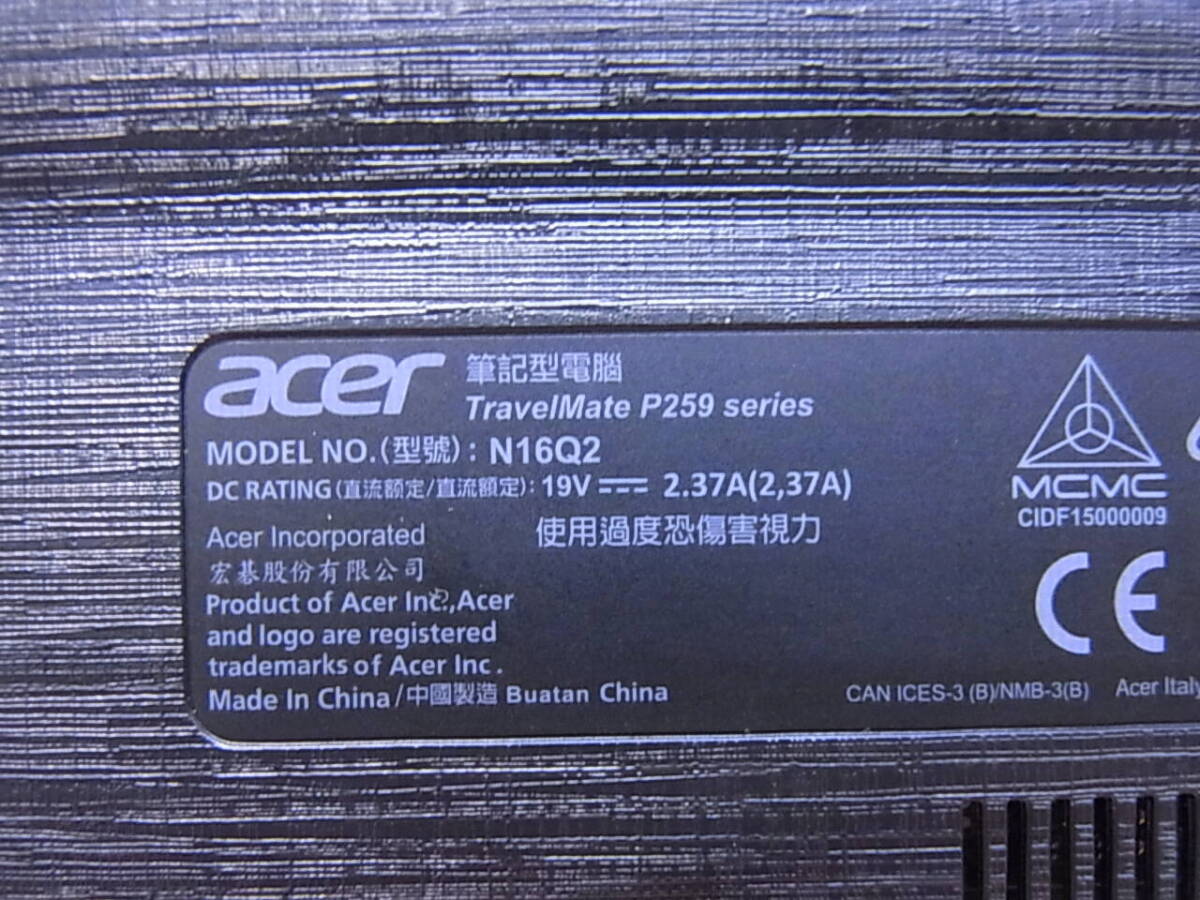 acer 筆記型電腦
TravelMate P259 series
MODEL NO.(型號): N16Q2
DC RATING(直流额定/直流額定): 19V ⎓ 2.37A(2,37A)
Acer Incorporated 使用過度恐傷害視力
宏碁股份有限公司
Product of Acer Inc.,Acer
and logo are registered
trademarks of Acer Inc.
Made In China/中國製造 Buatan China
MCMC
CIDF15000009
CE
CAN ICES-3 (B)/NMB-3(B) Acer Italy